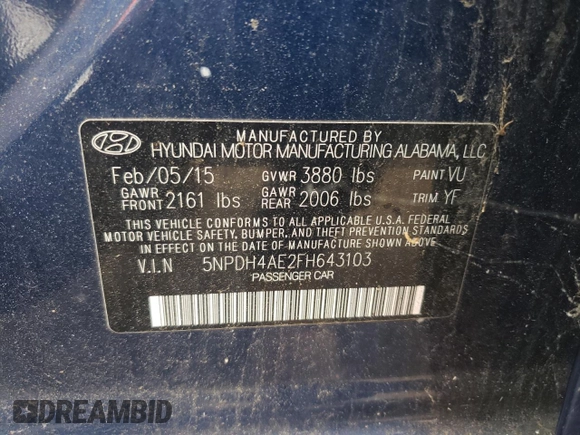 MANUFACTURED BY
HYUNDAI MOTOR MANUFACTURING ALABAMA, LLC
Feb/05/15 GVWR 3880 lbs PAINT VU
GAWR FRONT 2161 lbs GAWR REAR 2006 lbs TRIM YF
THIS VEHICLE CONFORMS TO ALL APPLICABLE U.S.A. FEDERAL
MOTOR VEHICLE SAFETY, BUMPER, AND THEFT PREVENTION
STANDARDS IN EFFECT ON THE DATE OF MANUFACTURE SHOWN ABOVE.
V.I.N 5NPDH4AE2FH643103
PASSENGER CAR
DREAMBID